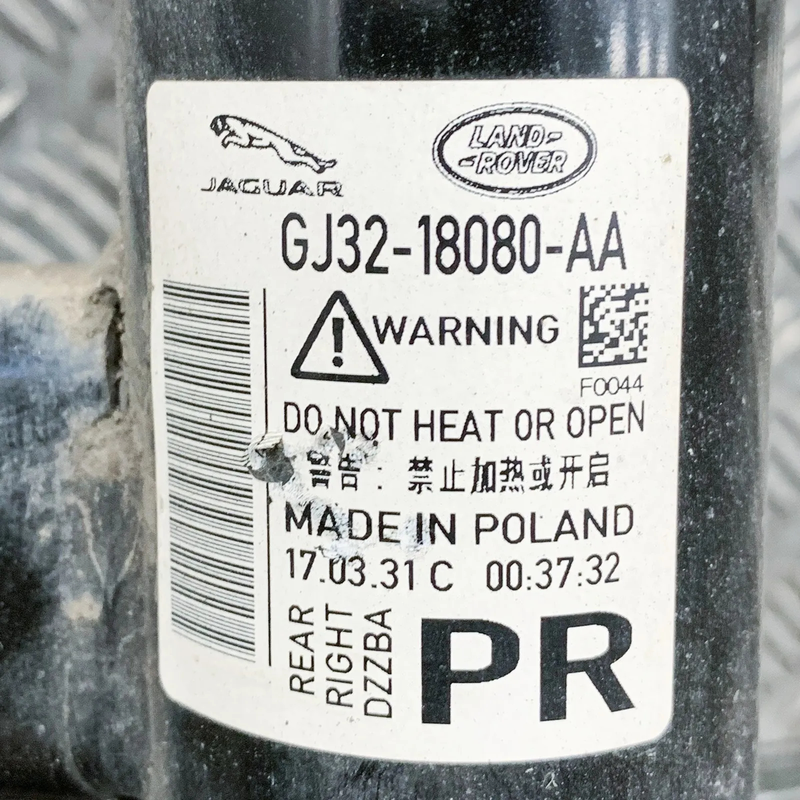 JAGUAR
LAND-
-ROVER
GJ32-18080-AA
WARNING
F0044
DO NOT HEAT OR OPEN
警告：禁止加热或开启
MADE IN POLAND
17.03.31 C 00:37:32
REAR
RIGHT
DZZBA
PR